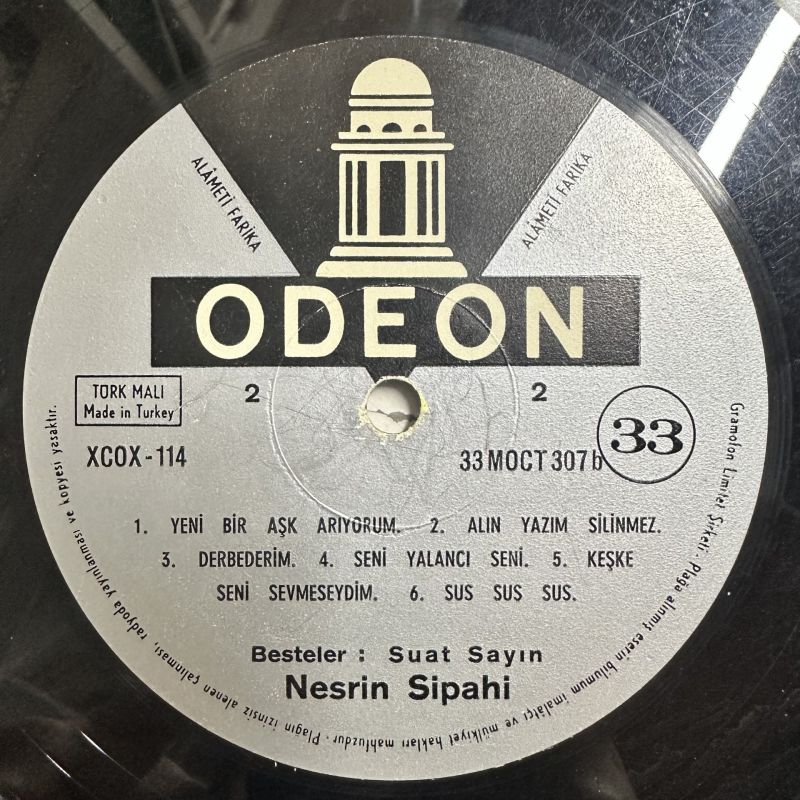 ALÂMETİ FARİKA
ALÂMETİ FARİKA
ODEON
TÜRK MALI
Made in Turkey
2
2
33
XCOX-114
33 MOCT 307 b
1. YENİ BİR AŞK ARIYORUM. 2. ALIN YAZIM SİLİNMEZ.
3. DERBEDERİM. 4. SENİ YALANCI SENİ. 5. KEŞKE
SENİ SEVMESEYDİM. 6. SUS SUS SUS.
Besteler : Suat Sayın
Nesrin Sipahi
Gramofon Limitet Şirketi - Plağa alınmış eserin bilumum imalâtçı ve mülkiyet hakları mahfuzdur - Plağın izinsiz alenen çalınması, radyoda yayınlanması ve kopyesi yasaktır.